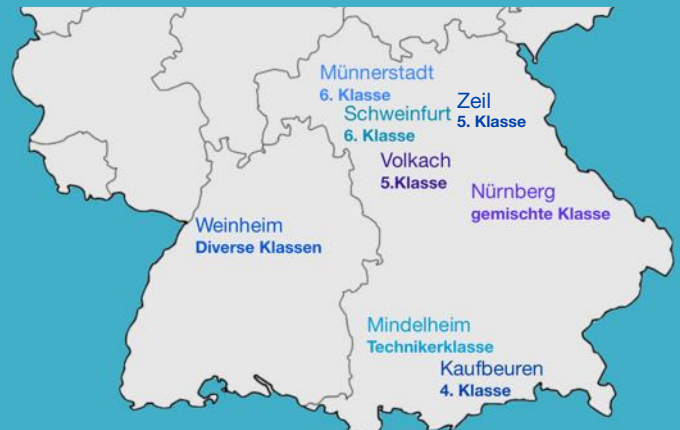 Münnerstadt
6. Klasse
Zeil
5. Klasse
Schweinfurt
6. Klasse
Volkach
5.Klasse
Nürnberg
gemischte Klasse
Weinheim
Diverse Klassen
Mindelheim
Technikerklasse
Kaufbeuren
4. Klasse